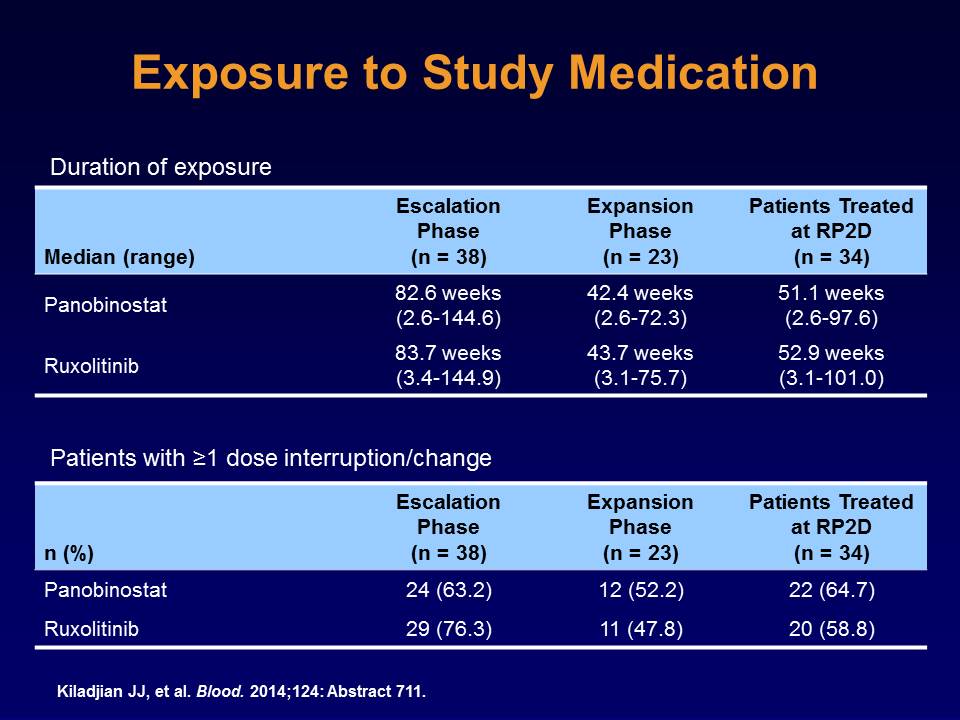 Exposure to Study Medication
Duration of exposure
Median (range) Escalation Phase (n = 38) Expansion Phase (n = 23) Patients Treated at RP2D (n = 34)
Panobinostat 82.6 weeks (2.6-144.6) 42.4 weeks (2.6-72.3) 51.1 weeks (2.6-97.6)
Ruxolitinib 83.7 weeks (3.4-144.9) 43.7 weeks (3.1-75.7) 52.9 weeks (3.1-101.0)
Patients with ≥1 dose interruption/change
n (%) Escalation Phase (n = 38) Expansion Phase (n = 23) Patients Treated at RP2D (n = 34)
Panobinostat 24 (63.2) 12 (52.2) 22 (64.7)
Ruxolitinib 29 (76.3) 11 (47.8) 20 (58.8)
Kiladjian JJ, et al. Blood. 2014;124: Abstract 711.